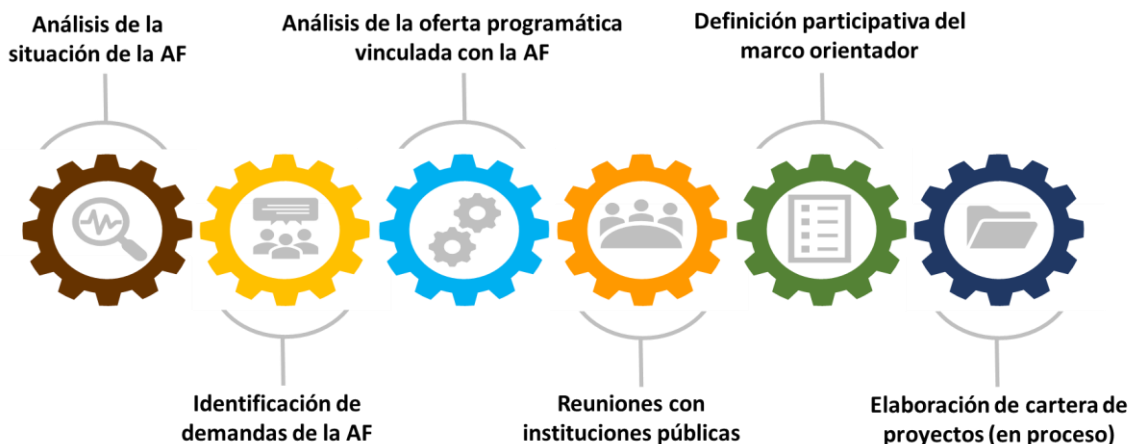 Análisis de la
situación de la AF
Análisis de la oferta programática
vinculada con la AF
Definición participativa del
marco orientador
Identificación de
demandas de la AF
Reuniones con
instituciones públicas
Elaboración de cartera de
proyectos (en proceso)